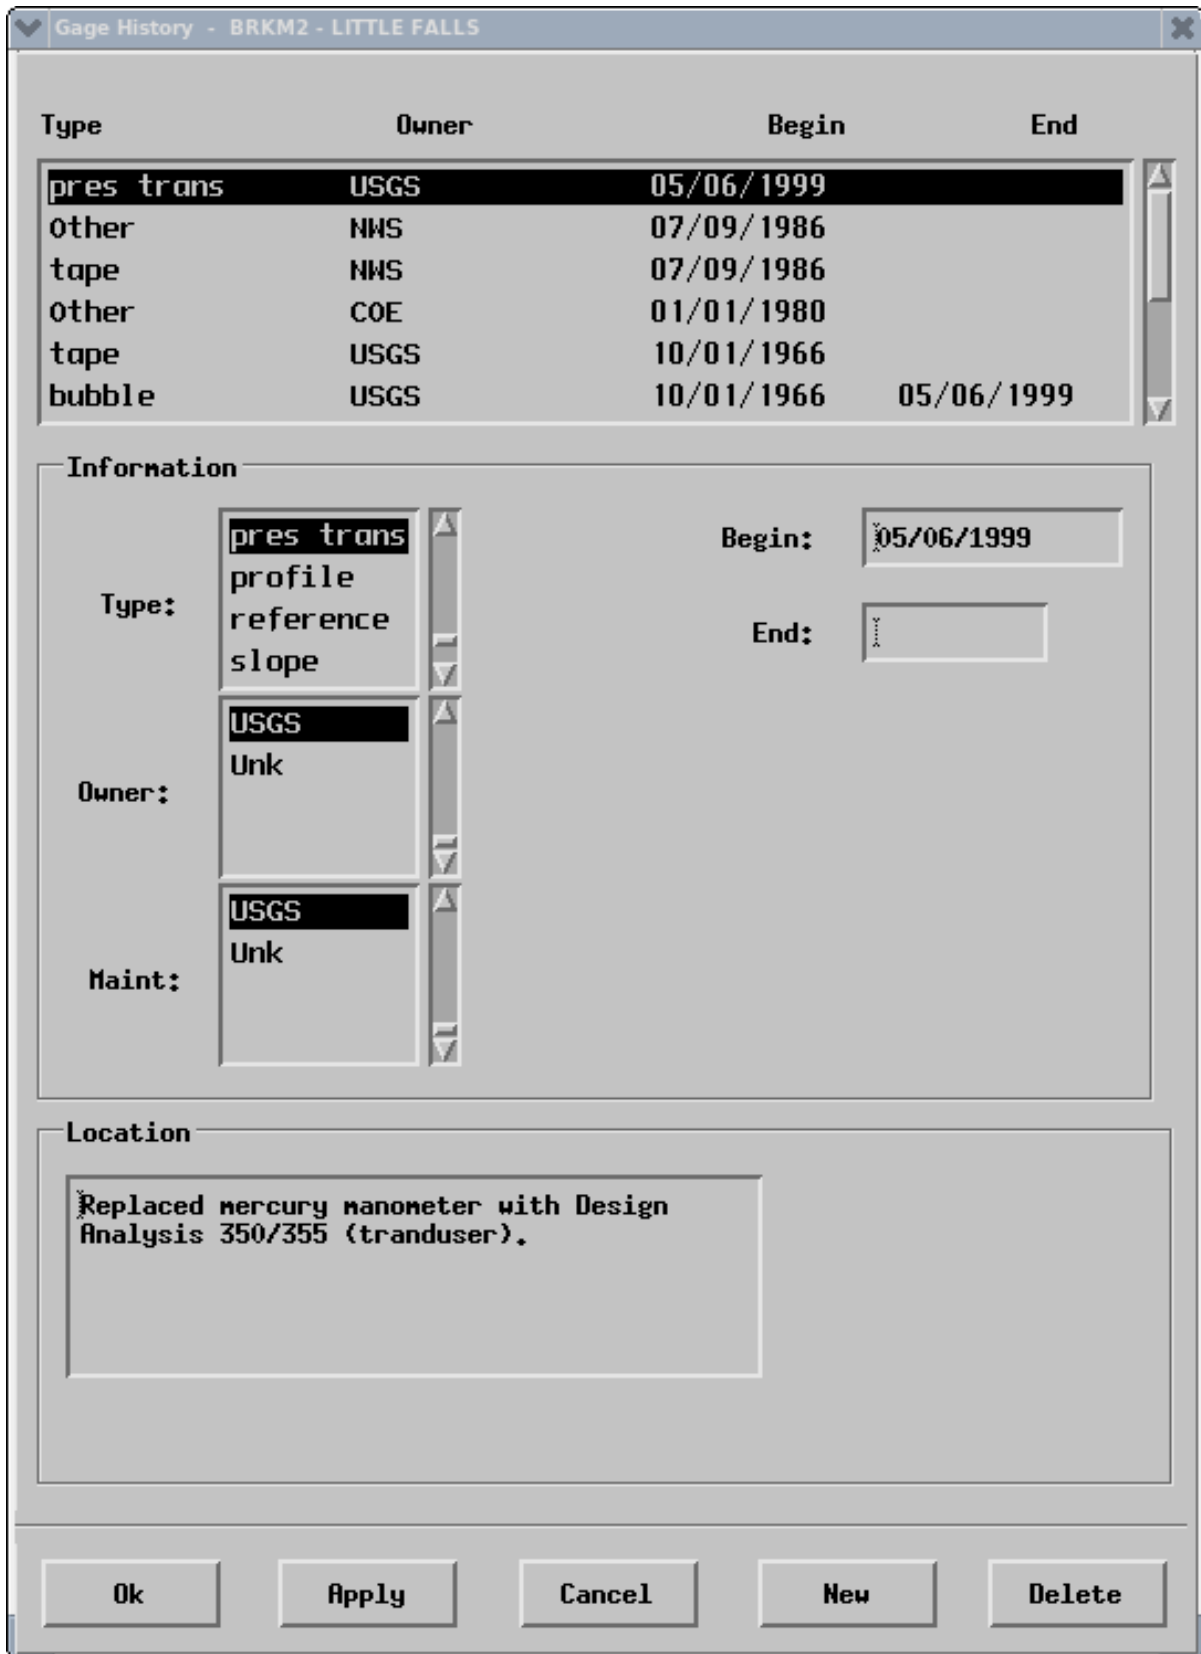 Gage History - BRKM2 - LITTLE FALLS
Type Owner Begin End
pres trans USGS 05/06/1999
Other NWS 07/09/1986
tape NWS 07/09/1986
Other COE 01/01/1980
tape USGS 10/01/1966
bubble USGS 10/01/1966 05/06/1999
Information
Type:
pres trans
profile
reference
slope
Begin: 05/06/1999
End:
Owner:
USGS
Unk
Maint:
USGS
Unk
Location
Replaced mercury manometer with Design
Analysis 350/355 (tranduser).
Ok Apply Cancel New Delete